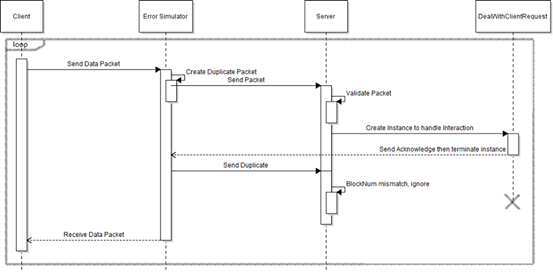 Client
Error Simulator
Server
DealWithClientRequest
loop
Send Data Packet
Create Duplicate Packet
Send Packet
Validate Packet
Create Instance to handle Interaction
Send Acknowledge then terminate instance
Send Duplicate
BlockNum mismatch, ignore
Receive Data Packet